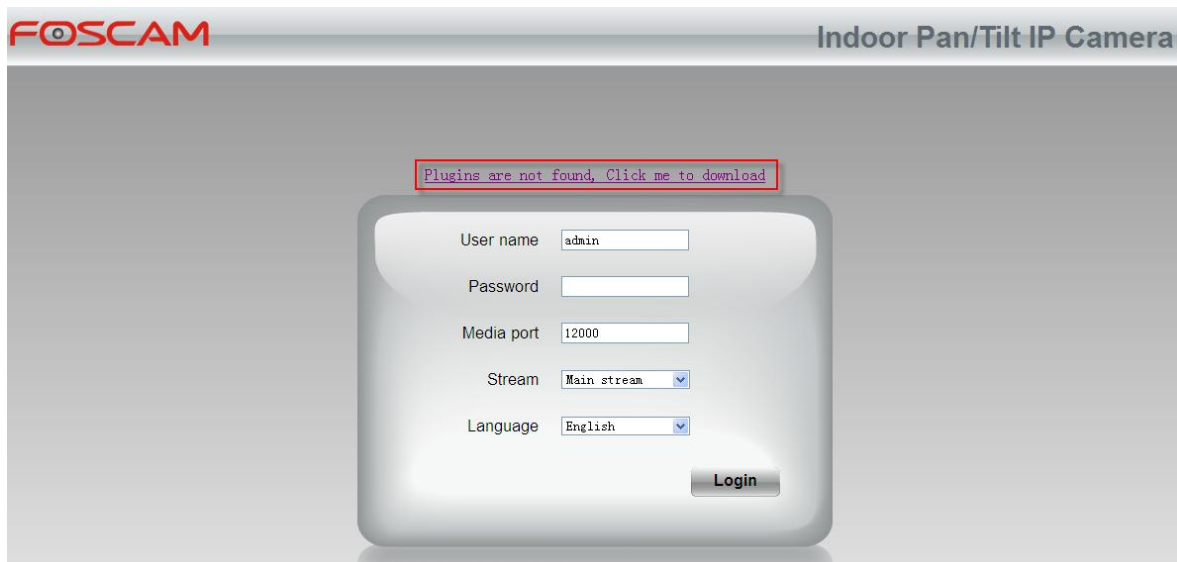 FOSCAM
Indoor Pan/Tilt IP Camera
Plugins are not found, Click me to download
User name admin
Password
Media port 12000
Stream Main stream
Language English
Login